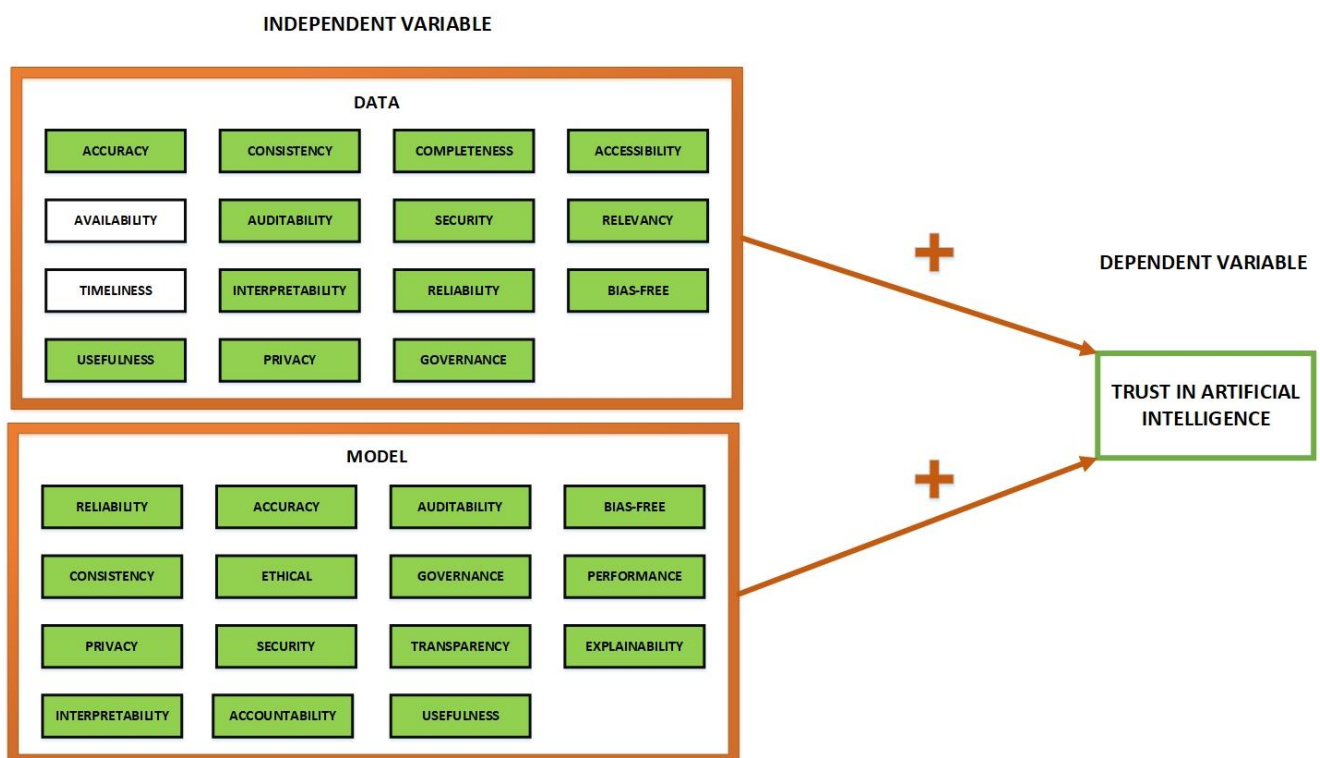 INDEPENDENT VARIABLE
DATA
ACCURACY
CONSISTENCY
COMPLETENESS
ACCESSIBILITY
AVAILABILITY
AUDITABILITY
SECURITY
RELEVANCY
TIMELINESS
INTERPRETABILITY
RELIABILITY
BIAS-FREE
USEFULNESS
PRIVACY
GOVERNANCE
MODEL
RELIABILITY
ACCURACY
AUDITABILITY
BIAS-FREE
CONSISTENCY
ETHICAL
GOVERNANCE
PERFORMANCE
PRIVACY
SECURITY
TRANSPARENCY
EXPLAINABILITY
INTERPRETABILITY
ACCOUNTABILITY
USEFULNESS
+
+
DEPENDENT VARIABLE
TRUST IN ARTIFICIAL
INTELLIGENCE